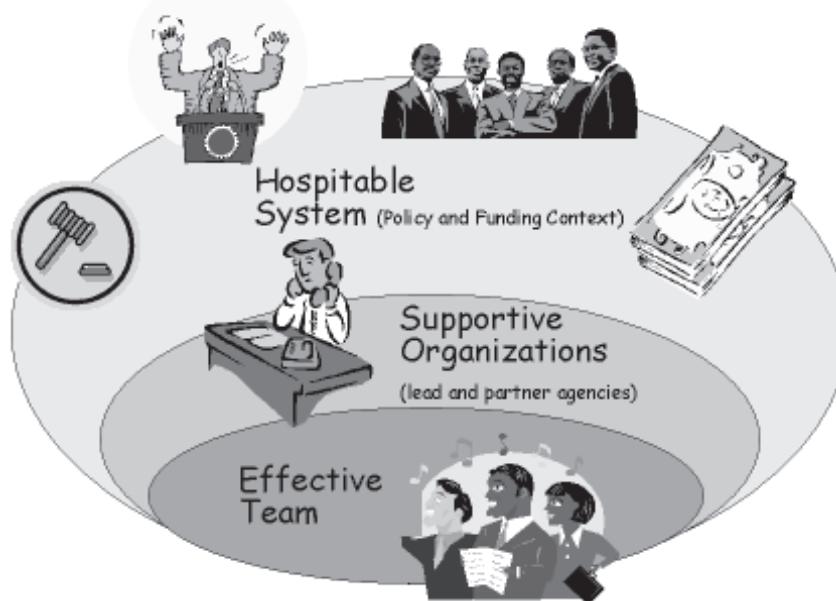 Hospitable
System (Policy and Funding Context)
Supportive
Organizations
(lead and partner agencies)
Effective
Team